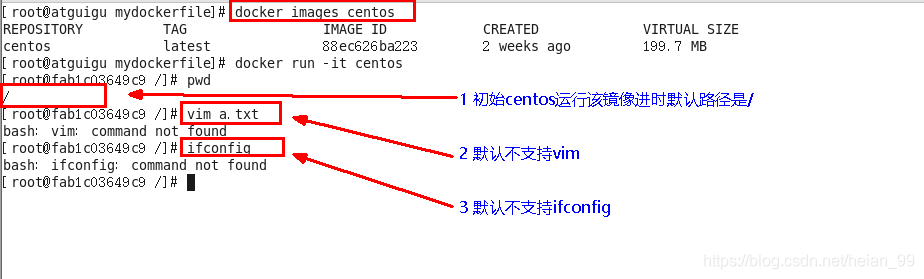 [root@atguigu mydockerfile]# docker images centos
REPOSITORY TAG IMAGE ID CREATED VIRTUAL SIZE
centos latest 88ec626ba223 2 weeks ago 199.7 MB
[root@atguigu mydockerfile]# docker run -it centos
[root@fab1c03649c9 /]# pwd
/
1 初始centos运行该镜像进时默认路径是/
[root@fab1c03649c9 /]# vim a.txt
bash: vim: command not found
2 默认不支持vim
[root@fab1c03649c9 /]# ifconfig
bash: ifconfig: command not found
[root@fab1c03649c9 /]#
3 默认不支持ifconfig
https://blog.csdn.net/heian_99